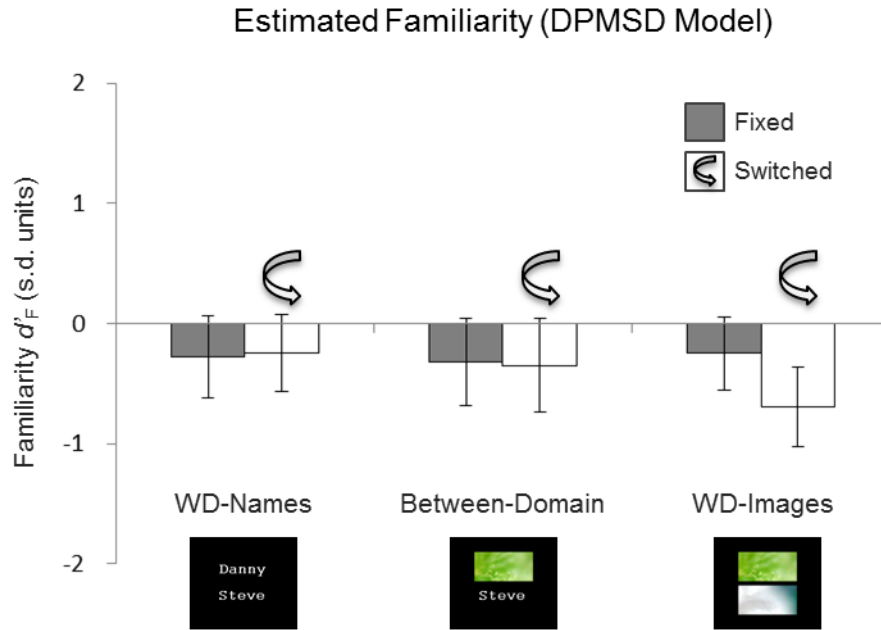 Estimated Familiarity (DPMSD Model)
Familiarity d'F (s.d. units)
2
1
0
-1
-2
Fixed
Switched
WD-Names
Between-Domain
WD-Images
Danny
Steve
Steve